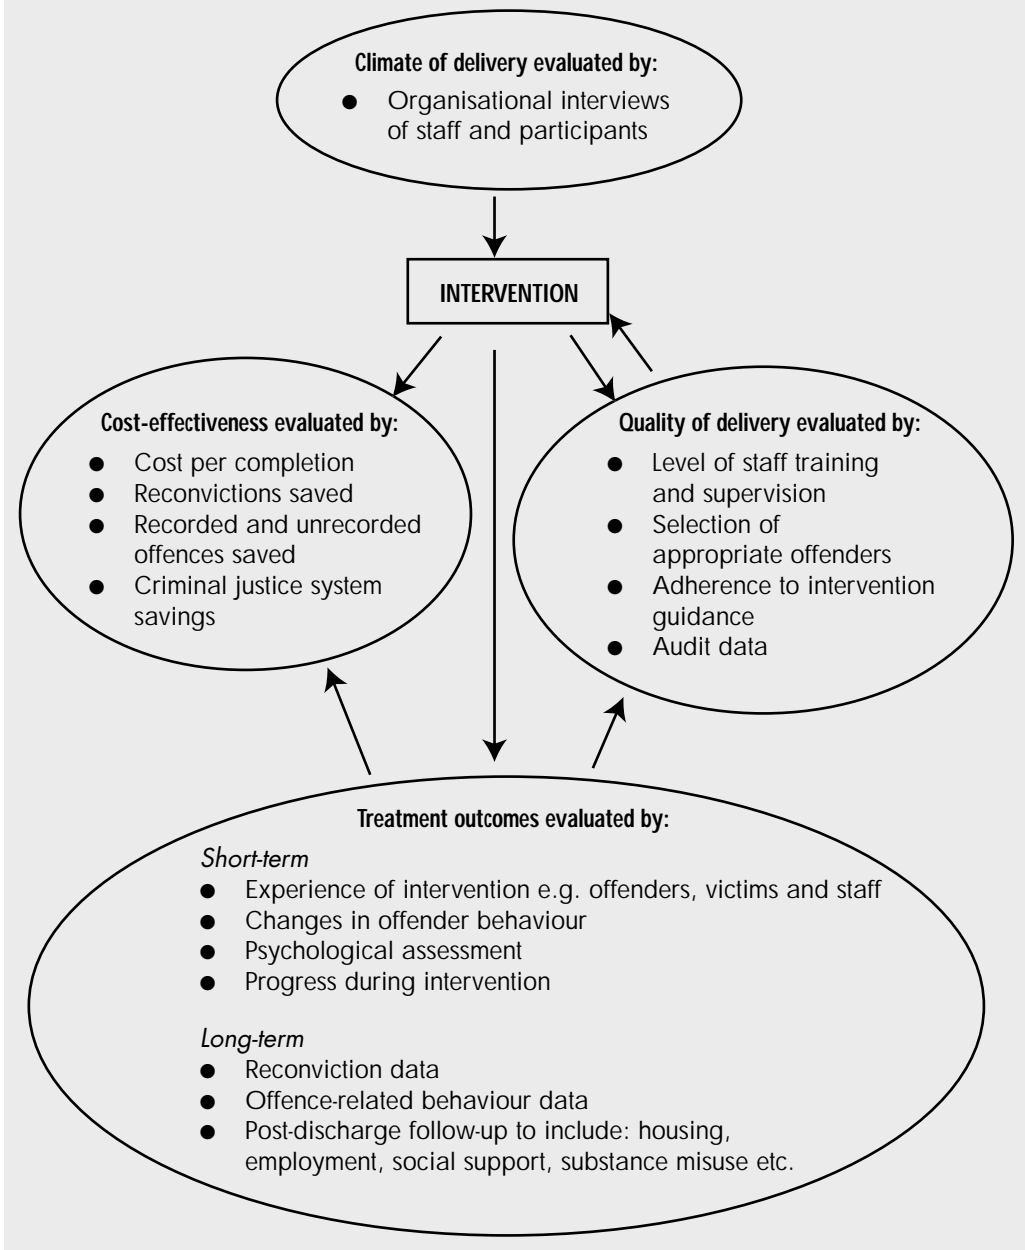 Climate of delivery evaluated by:
● Organisational interviews
of staff and participants
INTERVENTION
Cost-effectiveness evaluated by:
● Cost per completion
● Reconvictions saved
● Recorded and unrecorded
offences saved
● Criminal justice system
savings
Quality of delivery evaluated by:
● Level of staff training
and supervision
● Selection of
appropriate offenders
● Adherence to intervention
guidance
● Audit data
Treatment outcomes evaluated by:
Short-term
● Experience of intervention e.g. offenders, victims and staff
● Changes in offender behaviour
● Psychological assessment
● Progress during intervention
Long-term
● Reconviction data
● Offence-related behaviour data
● Post-discharge follow-up to include: housing,
employment, social support, substance misuse etc.